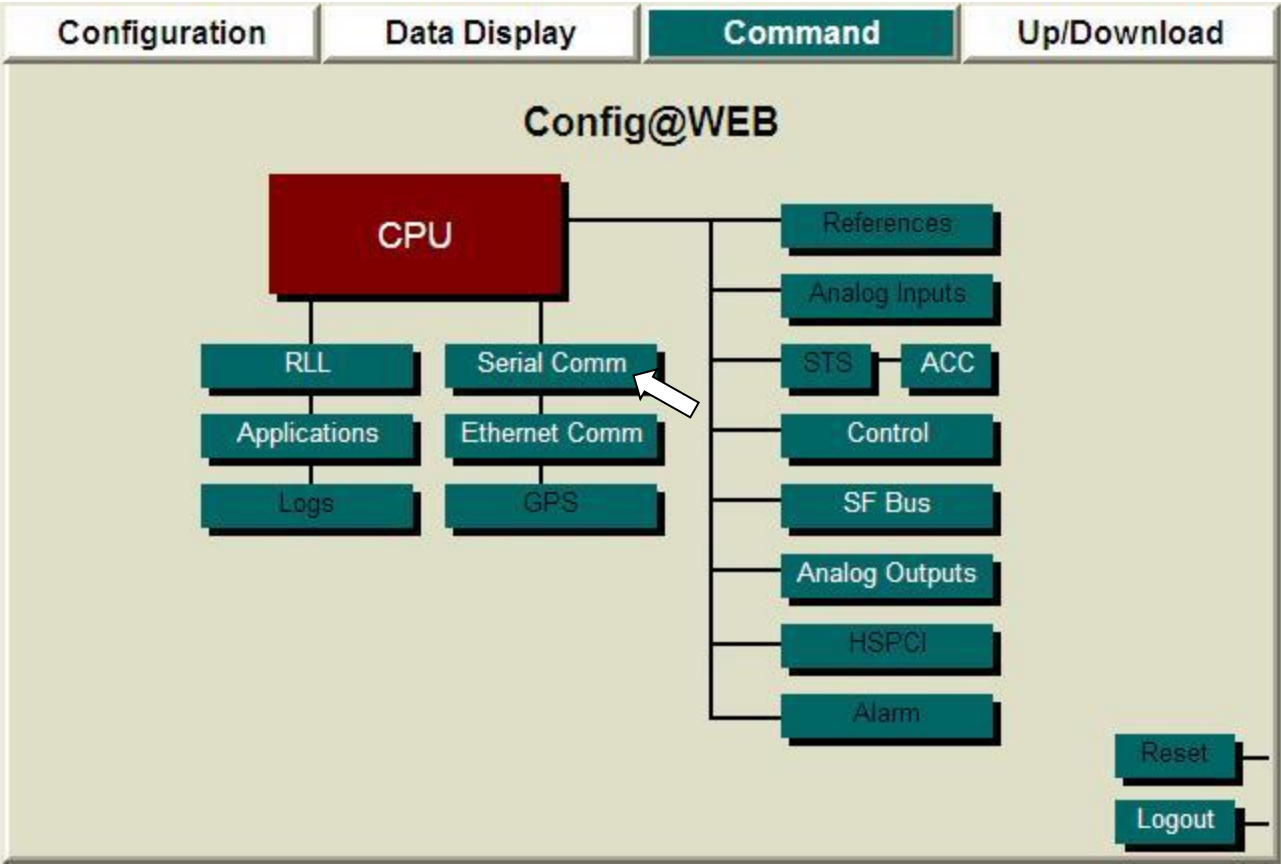 Configuration
Data Display
Command
Up/Download
Config@WEB
CPU
RLL
Serial Comm
Applications
Ethernet Comm
Logs
GPS
References
Analog Inputs
STS
ACC
Control
SF Bus
Analog Outputs
HSPCI
Alarm
Reset
Logout